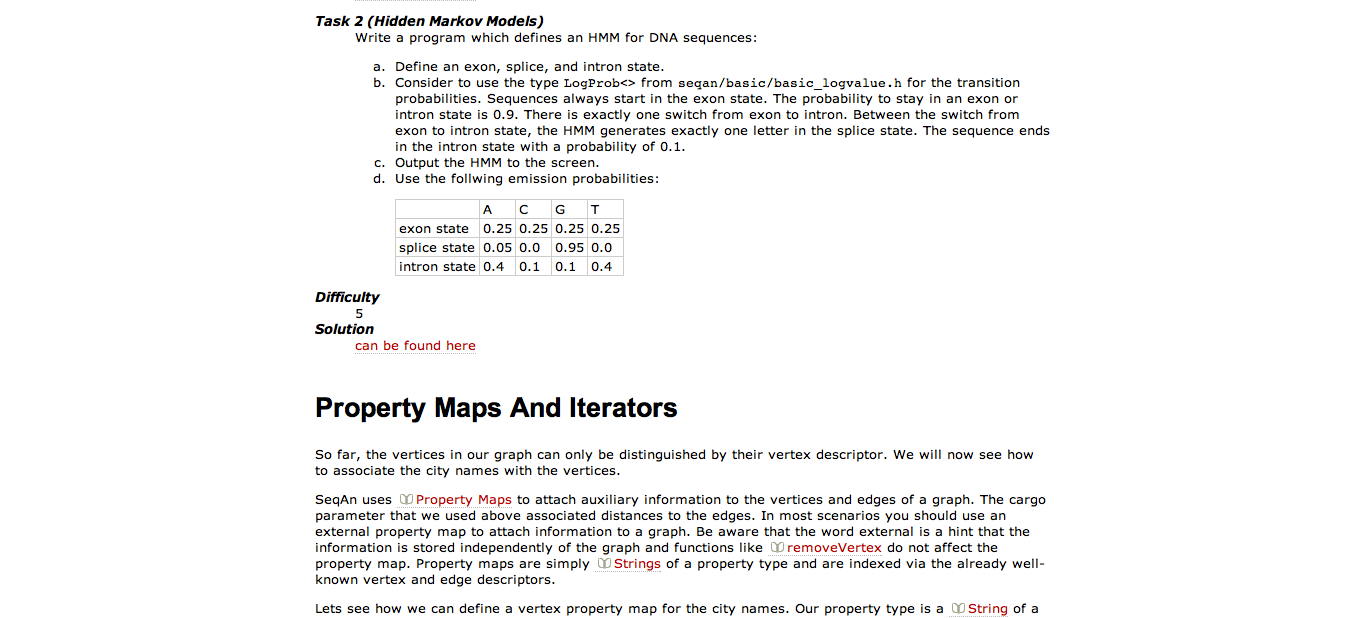 Task 2 (Hidden Markov Models)
Write a program which defines an HMM for DNA sequences:
a. Define an exon, splice, and intron state.
b. Consider to use the type LogProb<> from seqan/basic/basic_logvalue.h for the transition
probabilities. Sequences always start in the exon state. The probability to stay in an exon or
intron state is 0.9. There is exactly one switch from exon to intron. Between the switch from
exon to intron state, the HMM generates exactly one letter in the splice state. The sequence ends
in the intron state with a probability of 0.1.
c. Output the HMM to the screen.
d. Use the follwing emission probabilities:
A C G T
exon state 0.25 0.25 0.25 0.25
splice state 0.05 0.0 0.95 0.0
intron state 0.4 0.1 0.1 0.4
Difficulty
5
Solution
can be found here
Property Maps And Iterators
So far, the vertices in our graph can only be distinguished by their vertex descriptor. We will now see how
to associate the city names with the vertices.
SeqAn uses Property Maps to attach auxiliary information to the vertices and edges of a graph. The cargo
parameter that we used above associated distances to the edges. In most scenarios you should use an
external property map to attach information to a graph. Be aware that the word external is a hint that the
information is stored independently of the graph and functions like removeVertex do not affect the
property map. Property maps are simply Strings of a property type and are indexed via the already well-
known vertex and edge descriptors.
Lets see how we can define a vertex property map for the city names. Our property type is a String of a